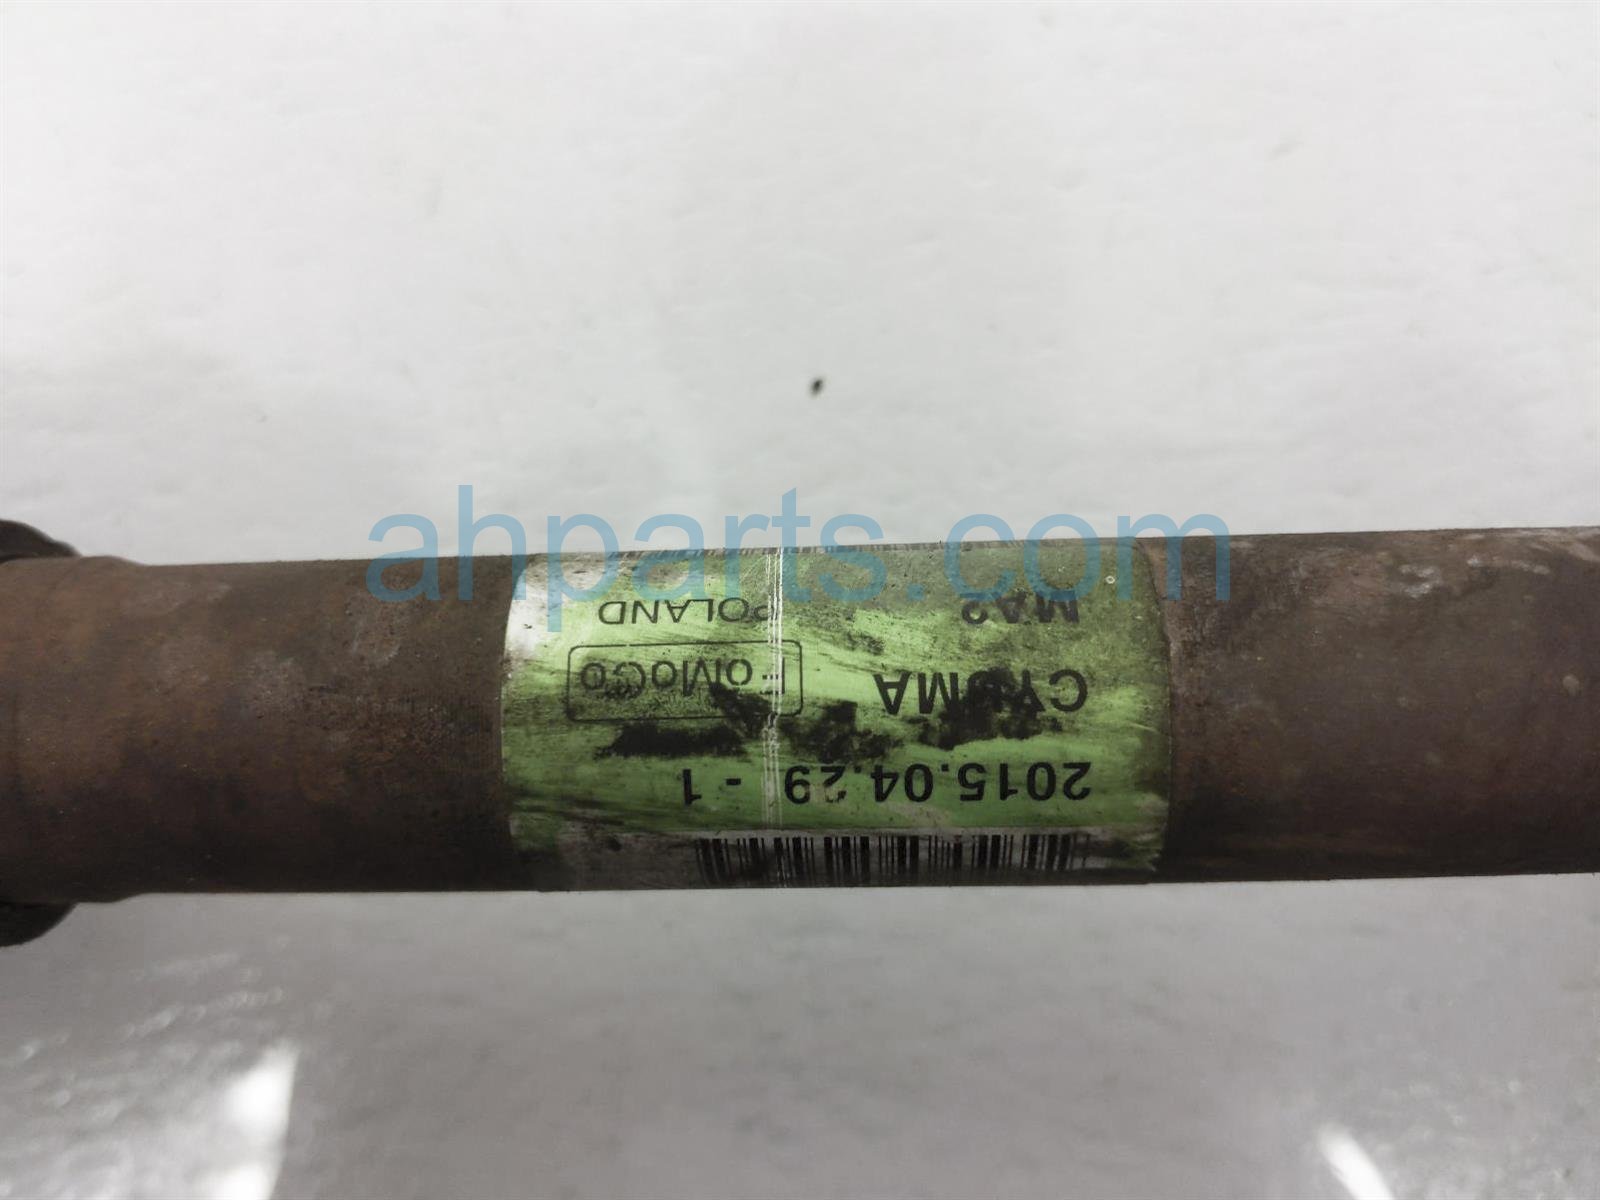 ahparts.com
2015.04.29 - 1
FoMoCo
POLAND
MA2